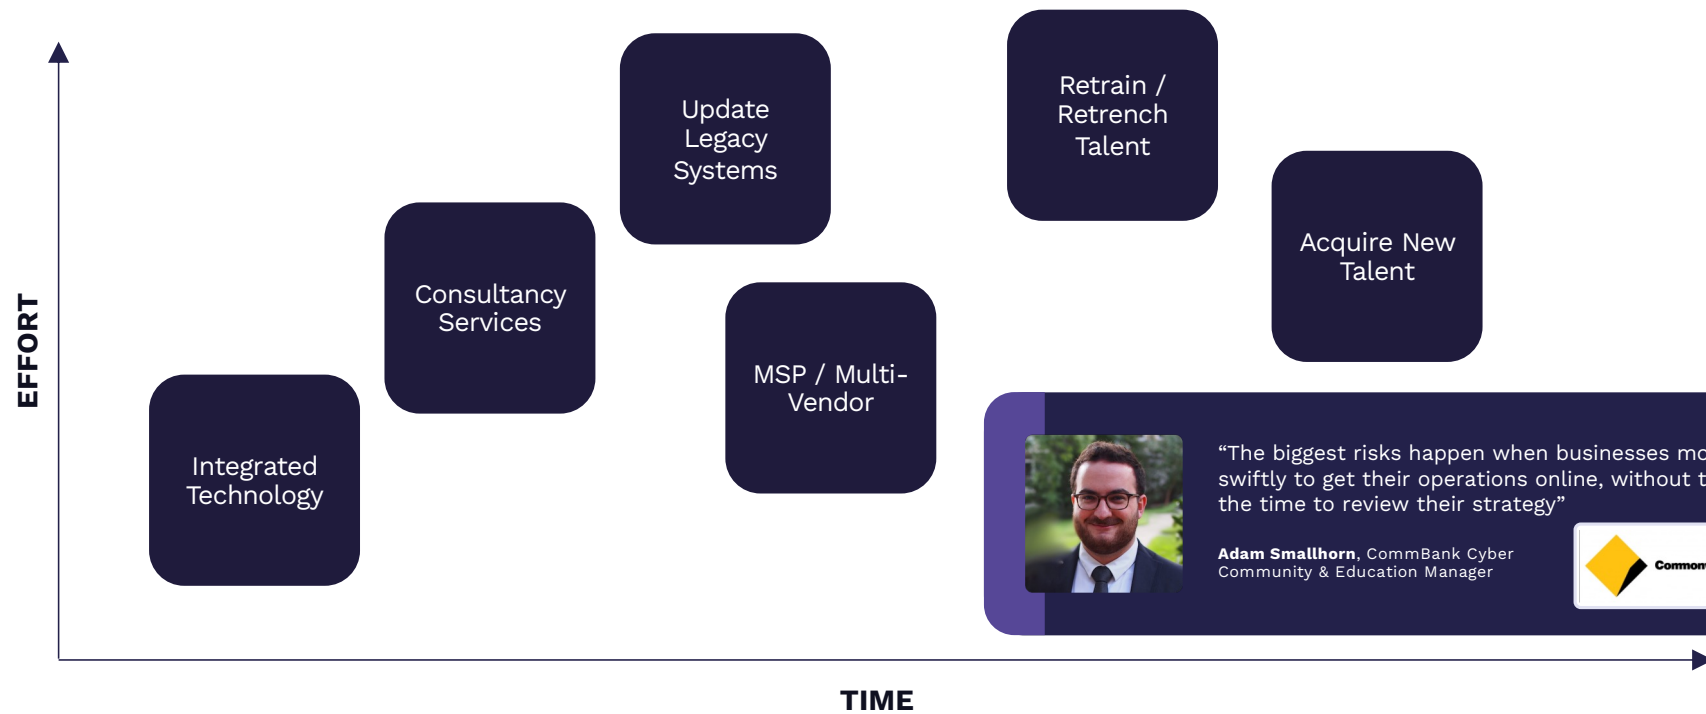 EFFORT
Update
Legacy
Systems
Retrain /
Retrench
Talent
Consultancy
Services
Acquire New
Talent
Integrated
Technology
MSP / Multi-
Vendor
“The biggest risks happen when businesses
swiftly to get their operations online, without
the time to review their strategy”
Adam Smallhorn, CommBank Cyber
Community & Education Manager
TIME